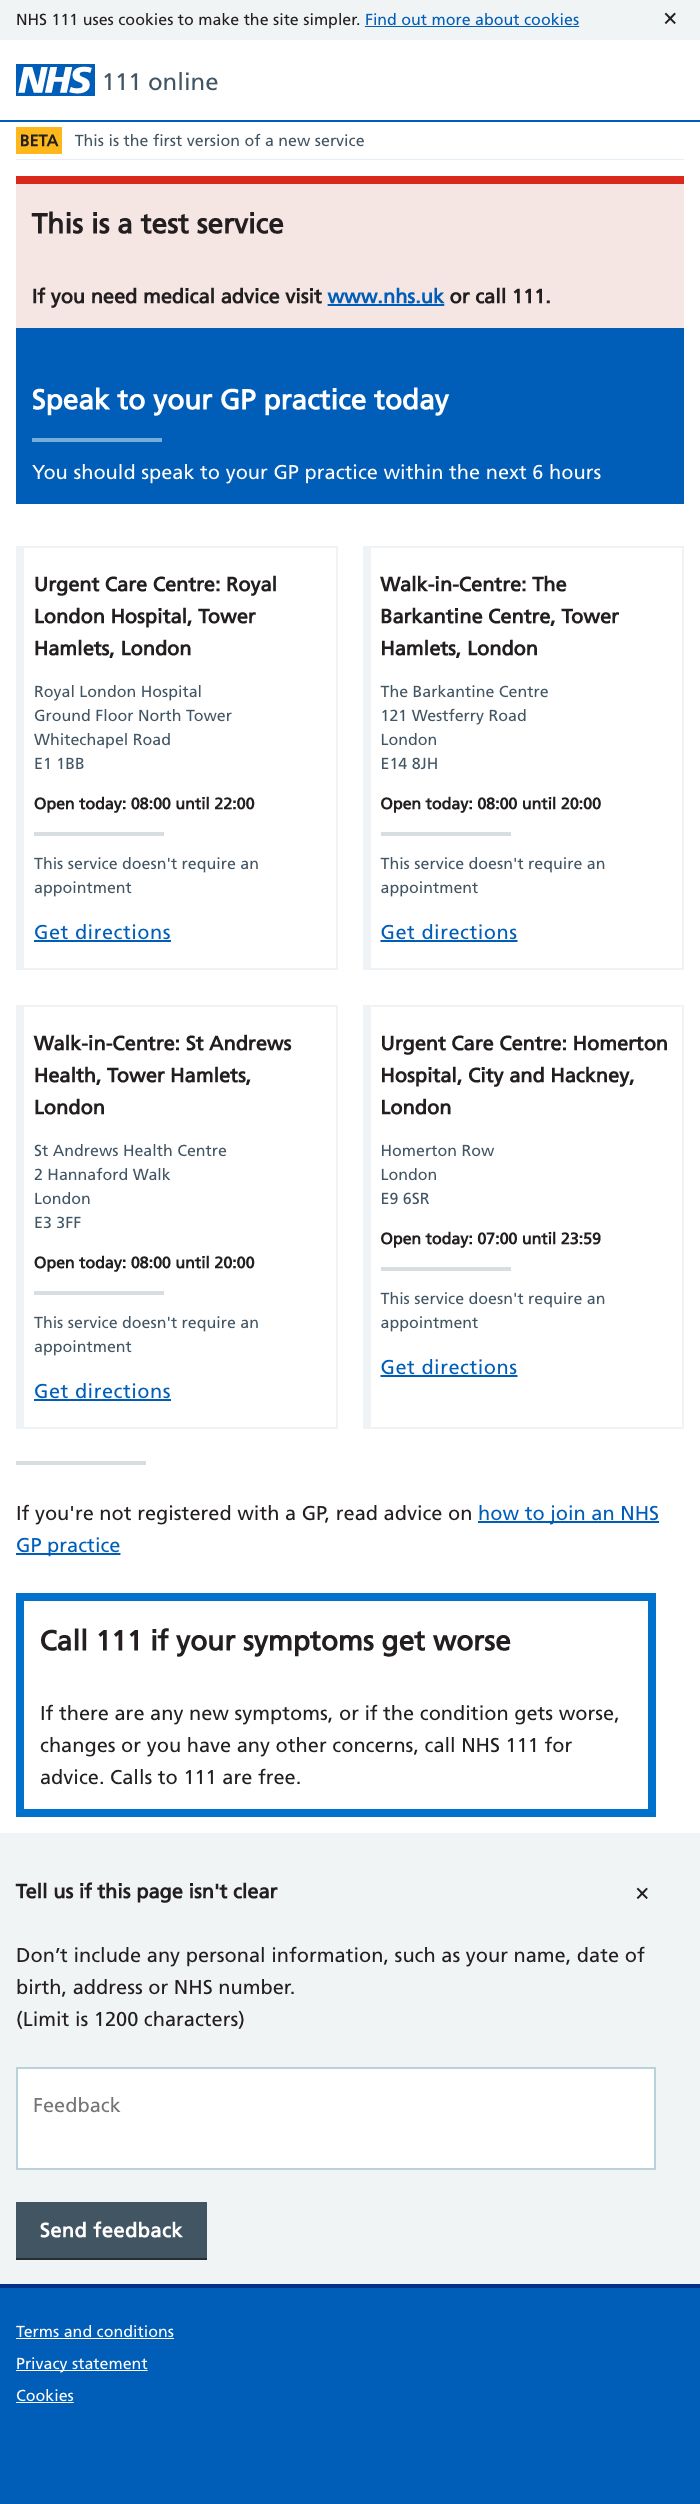 NHS 111 uses cookies to make the site simpler. Find out more about cookies ✕
NHS 111 online
BETA This is the first version of a new service
This is a test service
If you need medical advice visit www.nhs.uk or call 111.
Speak to your GP practice today
You should speak to your GP practice within the next 6 hours
Urgent Care Centre: Royal
London Hospital, Tower
Hamlets, London
Royal London Hospital
Ground Floor North Tower
Whitechapel Road
E1 1BB
Open today: 08:00 until 22:00
This service doesn't require an
appointment
Get directions
Walk-in-Centre: The
Barkantine Centre, Tower
Hamlets, London
The Barkantine Centre
121 Westferry Road
London
E14 8JH
Open today: 08:00 until 20:00
This service doesn't require an
appointment
Get directions
Walk-in-Centre: St Andrews
Health, Tower Hamlets,
London
St Andrews Health Centre
2 Hannaford Walk
London
E3 3FF
Open today: 08:00 until 20:00
This service doesn't require an
appointment
Get directions
Urgent Care Centre: Homerton
Hospital, City and Hackney,
London
Homerton Row
London
E9 6SR
Open today: 07:00 until 23:59
This service doesn't require an
appointment
Get directions
If you're not registered with a GP, read advice on how to join an NHS
GP practice
Call 111 if your symptoms get worse
If there are any new symptoms, or if the condition gets worse,
changes or you have any other concerns, call NHS 111 for
advice. Calls to 111 are free.
Tell us if this page isn't clear ✕
Don’t include any personal information, such as your name, date of
birth, address or NHS number.
(Limit is 1200 characters)
Feedback
Send feedback
Terms and conditions
Privacy statement
Cookies